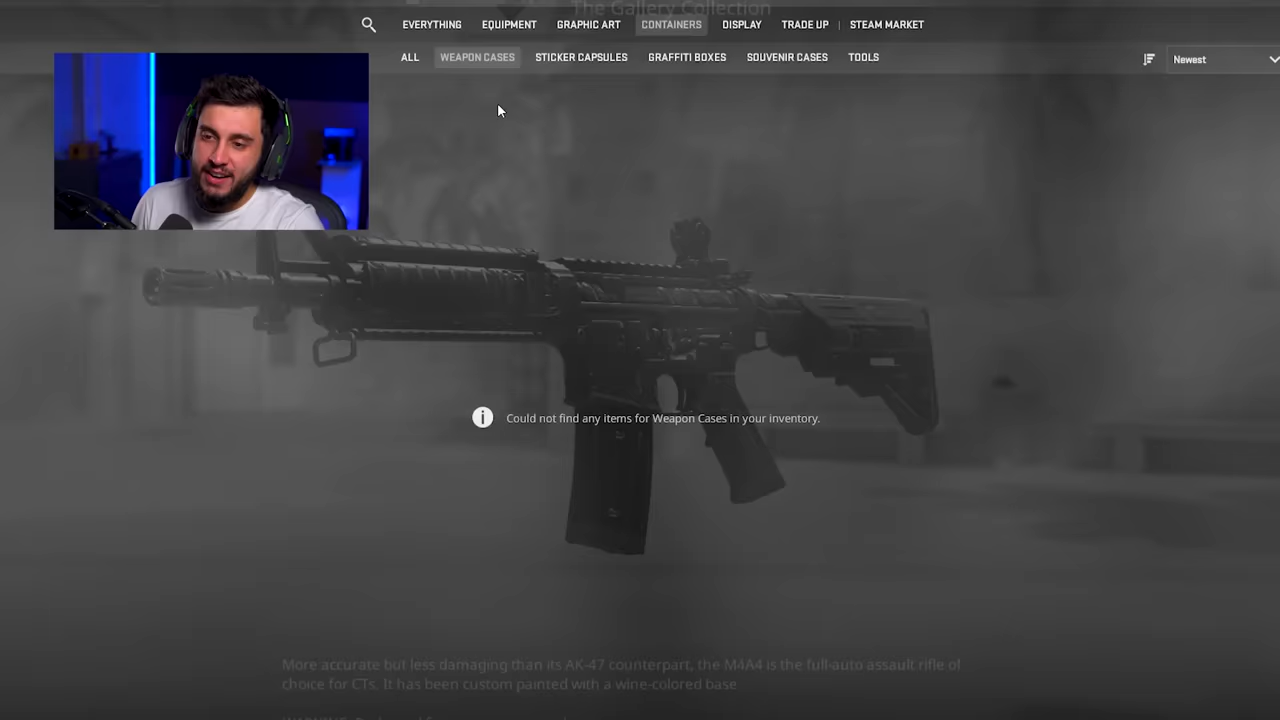 The Gallery Collection
EVERYTHING EQUIPMENT GRAPHIC ART CONTAINERS DISPLAY TRADE UP STEAM MARKET
ALL WEAPON CASES STICKER CAPSULES GRAFFITI BOXES SOUVENIR CASES TOOLS Newest
Could not find any items for Weapon Cases in your inventory.
More accurate but less damaging than its AK-47 counterpart, the M4A4 is the full-auto assault rifle of
choice for CTs. It has been custom painted with a wine-colored base